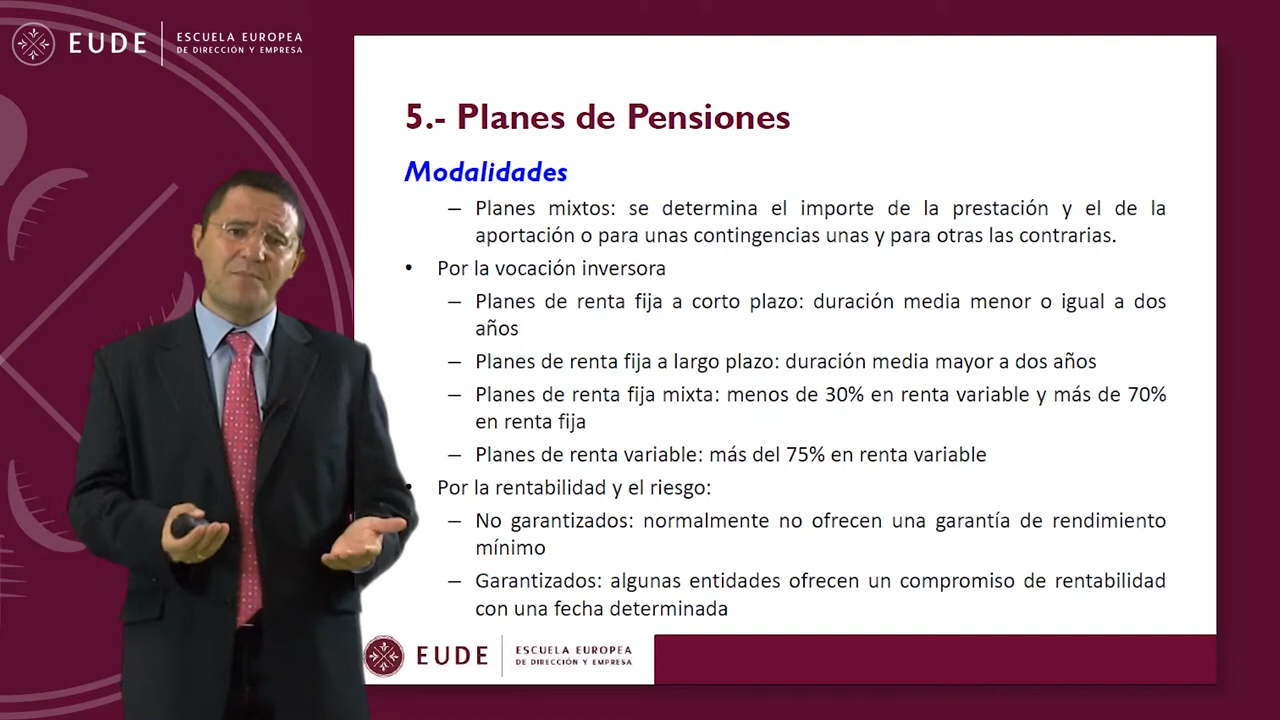 EUDE
ESCUELA EUROPEA
DE DIRECCIÓN Y EMPRESA
5.- Planes de Pensiones
Modalidades
– Planes mixtos: se determina el importe de la prestación y el de la
aportación o para unas contingencias unas y para otras las contrarias.
• Por la vocación inversora
– Planes de renta fija a corto plazo: duración media menor o igual a dos
años
– Planes de renta fija a largo plazo: duración media mayor a dos años
– Planes de renta fija mixta: menos de 30% en renta variable y más de 70%
en renta fija
– Planes de renta variable: más del 75% en renta variable
• Por la rentabilidad y el riesgo:
– No garantizados: normalmente no ofrecen una garantía de rendimiento
mínimo
– Garantizados: algunas entidades ofrecen un compromiso de rentabilidad
con una fecha determinada
EUDE
ESCUELA EUROPEA
DE DIRECCIÓN Y EMPRESA